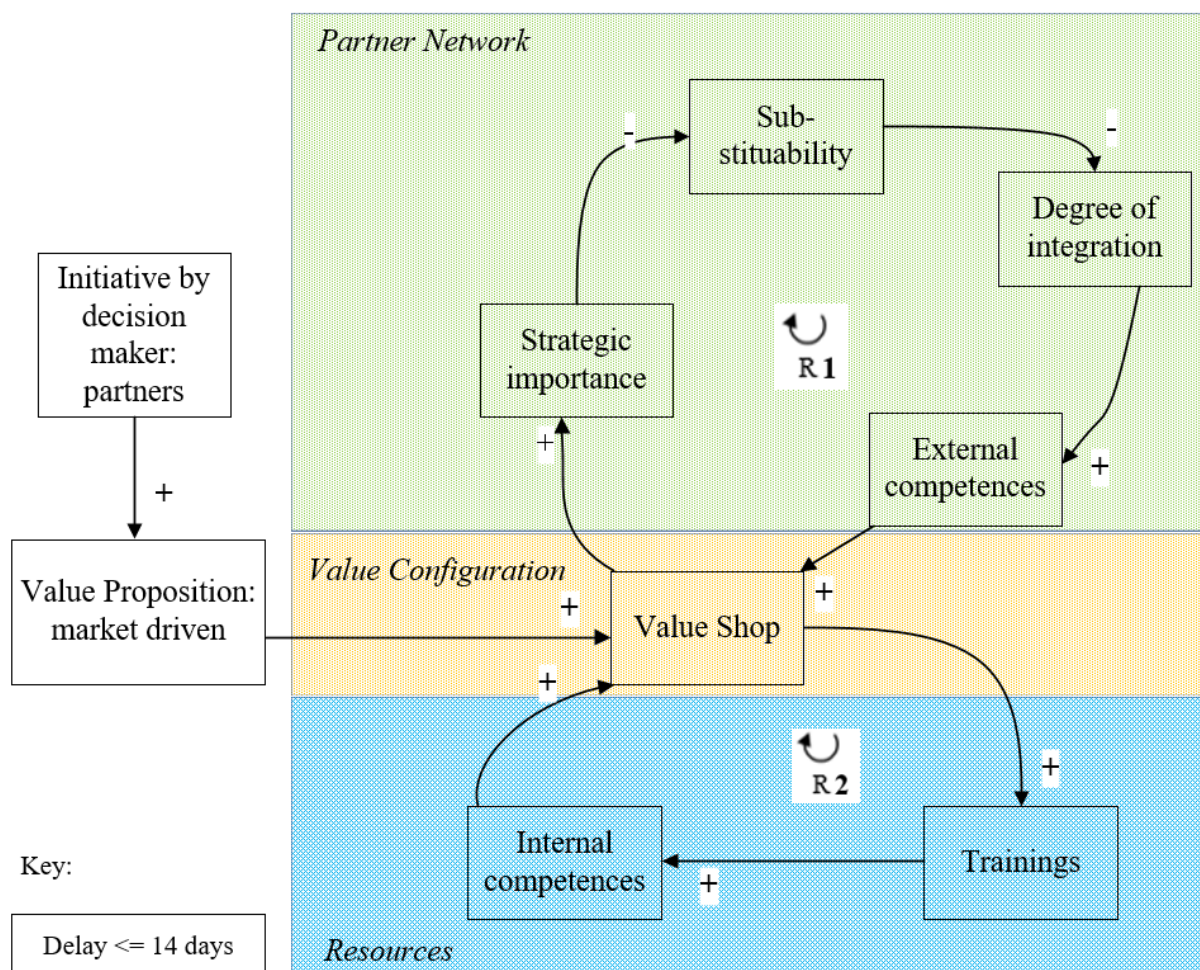 Partner Network
Sub-
stituability
-
-
Degree of
integration
Initiative by
decision
maker:
partners
Strategic
importance
R 1
External
competences
+
+
+
Value Proposition:
market driven
Value Configuration
+
Value Shop
+
+
R 2
+
Internal
competences
Trainings
+
Key:
Delay <= 14 days
Resources